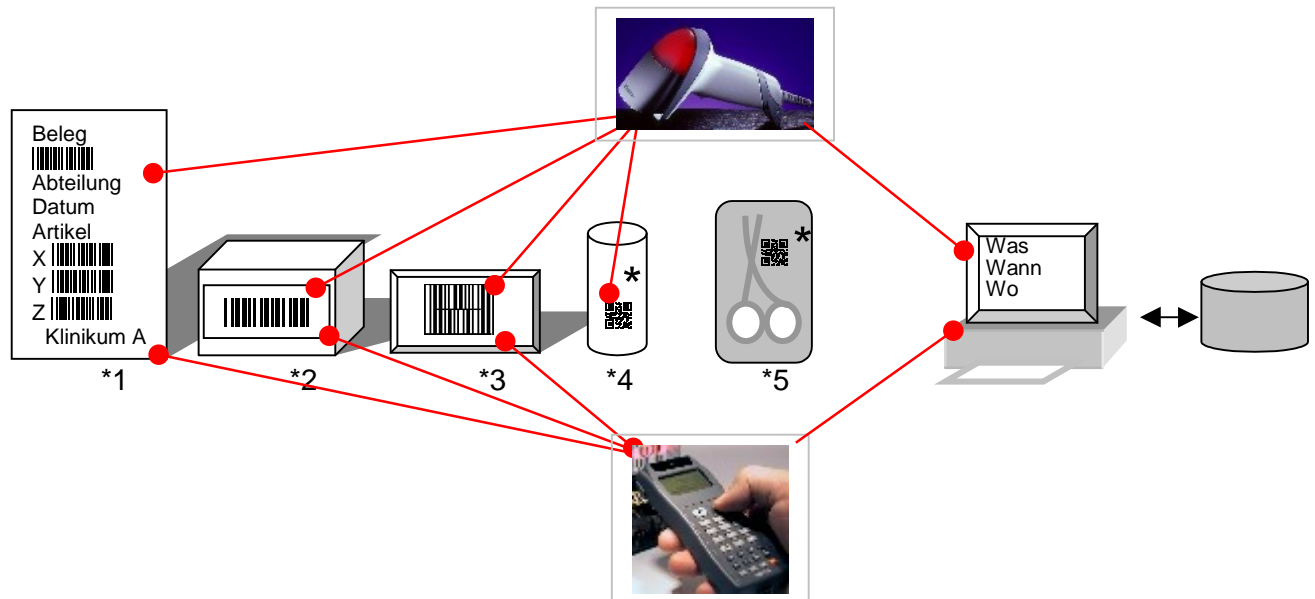 Beleg
Abteilung
Datum
Artikel
X
Y
Z
Klinikum A
*
*
Was
Wann
Wo
*1
*2
*3
*4
*5